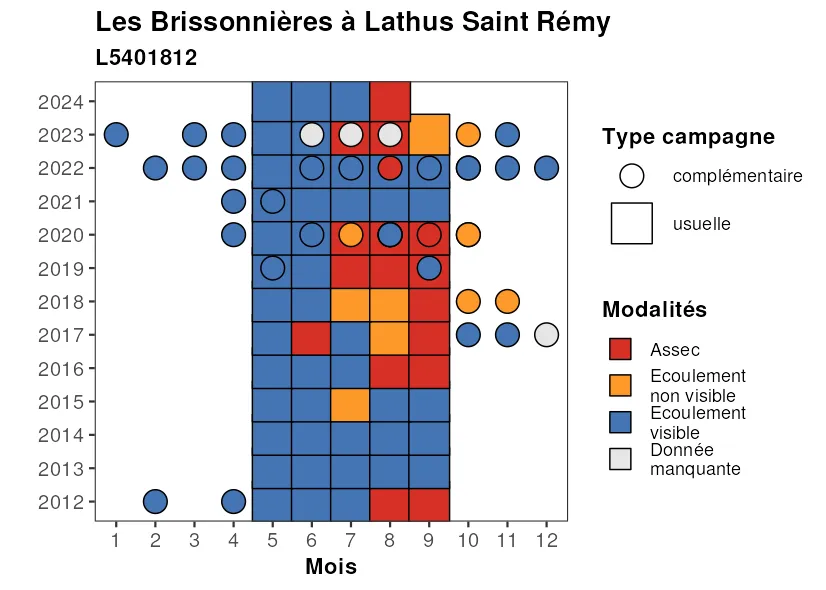 Les Brissonnières à Lathus Saint Rémy
L5401812
2024
2023
2022
2021
2020
2019
2018
2017
2016
2015
2014
2013
2012
1 2 3 4 5 6 7 8 9 10 11 12
Mois
Type campagne
complémentaire
usuelle
Modalités
Assec
Ecoulement
non visible
Ecoulement
visible
Donnée
manquante